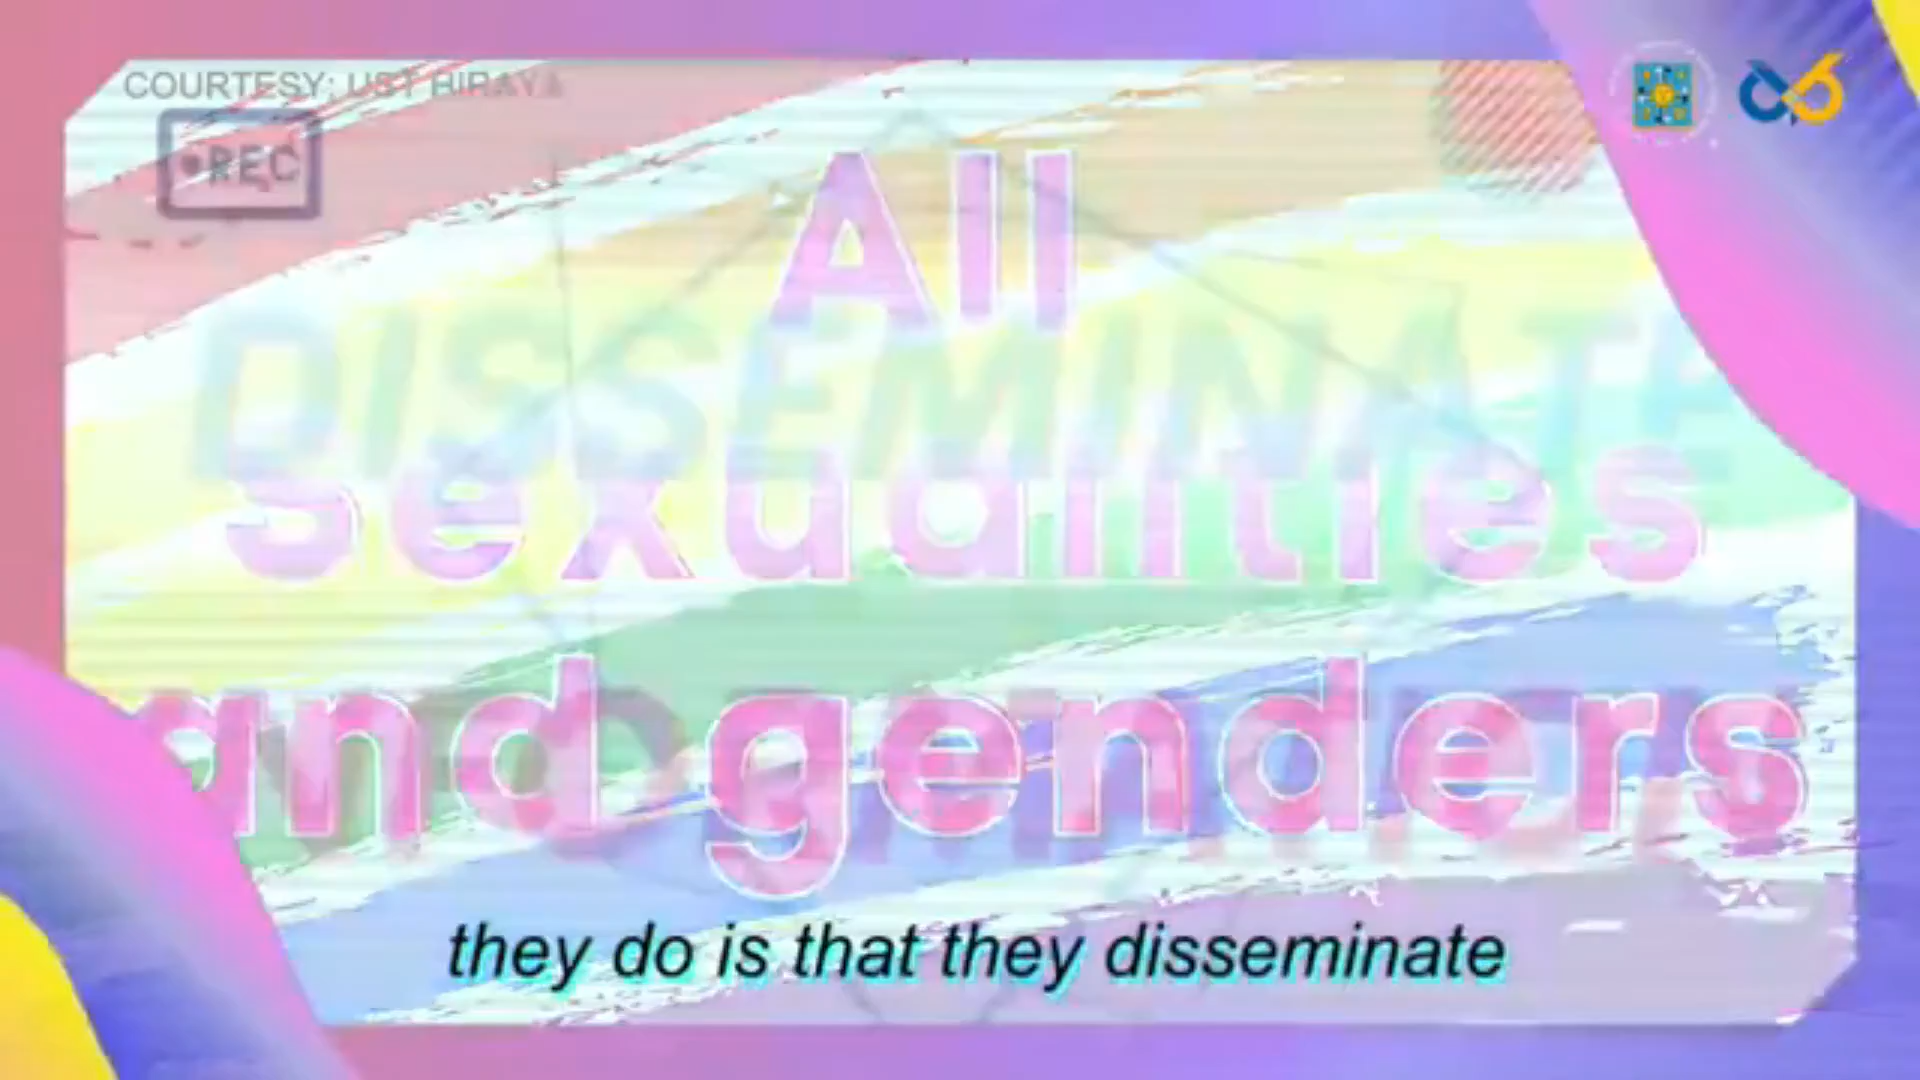 COURTESY: UST HIRAYA
REC
All
DISSEMINATE
sexualities
and genders
they do is that they disseminate